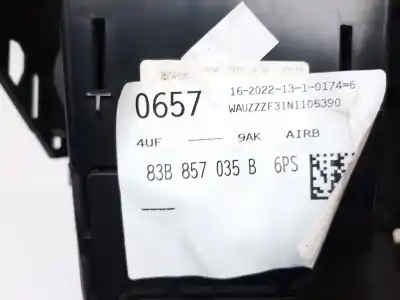 0657 16-2022-13-1-0174=6
WAUZZZF31N1105390
4UF — 9AK AIRB
83B 857 035 B 6PS